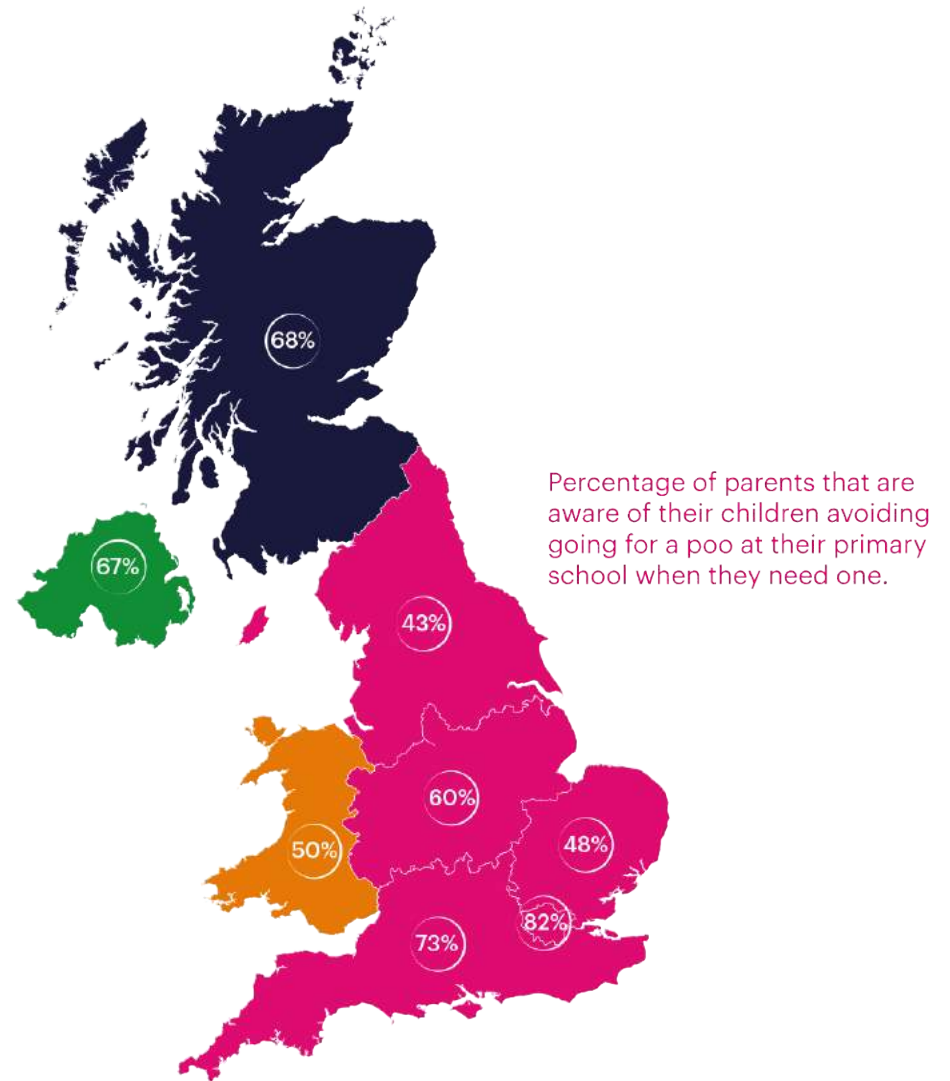 68%
Percentage of parents that are
aware of their children avoiding
going for a poo at their primary
school when they need one.
67%
43%
60%
48%
50%
82%
73%